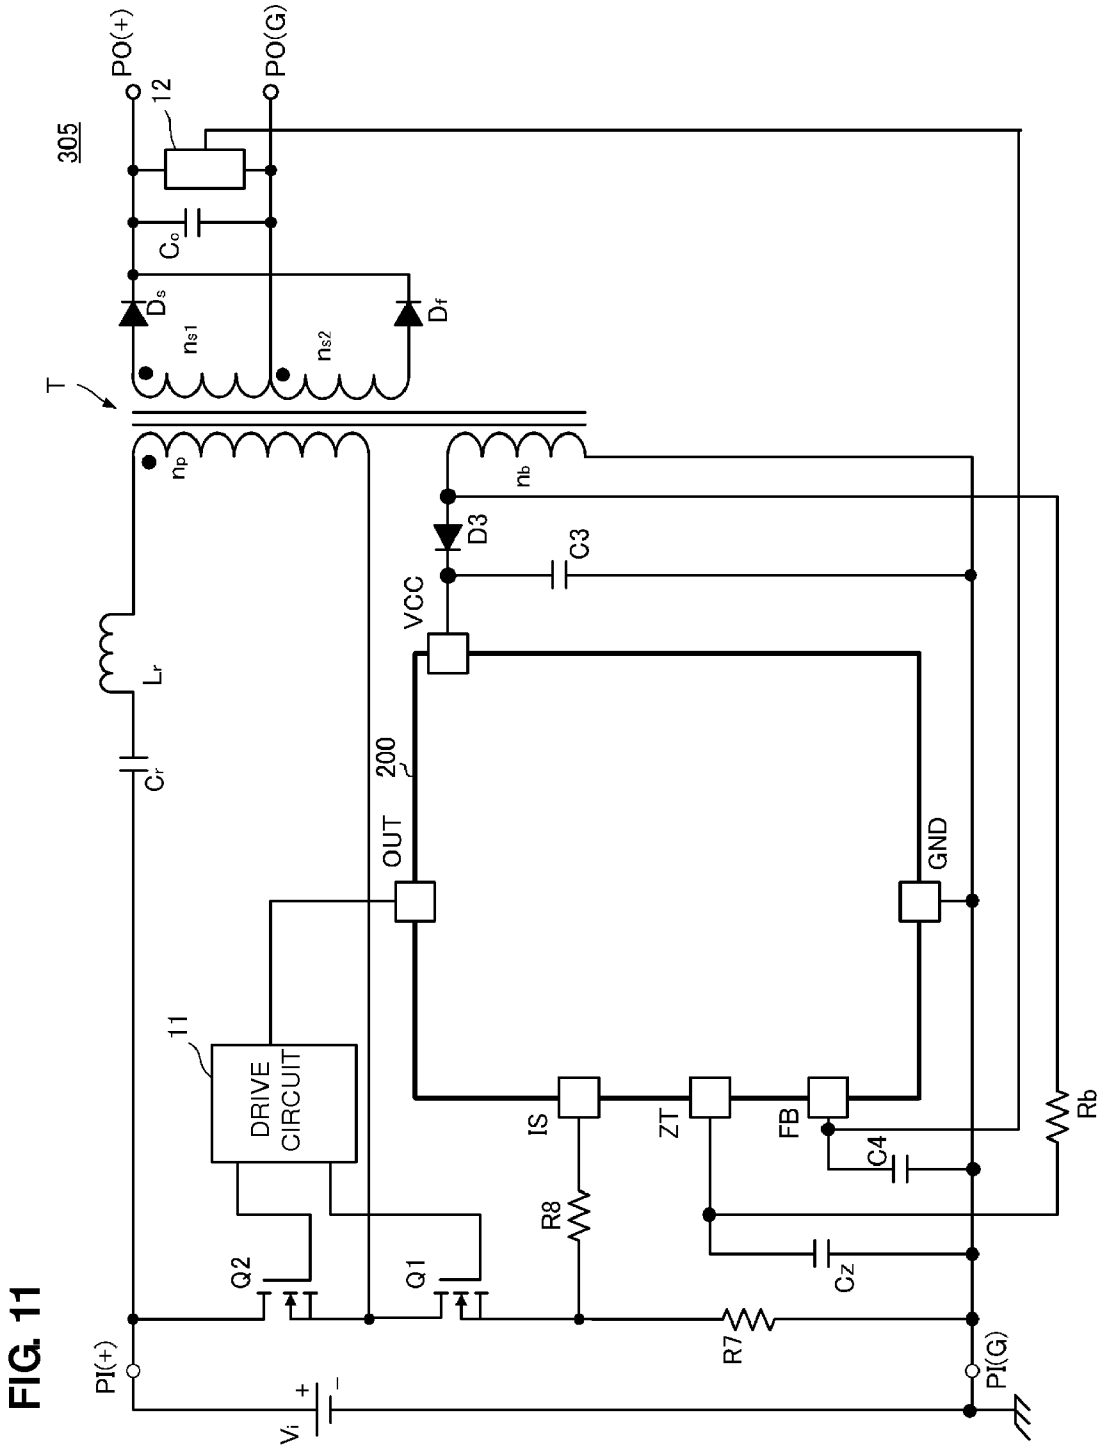 FIG. 11
305
PI(+)
Vi
+
−
PI(G)
Q2
Q1
R7
R8
Cz
C4
Rb
11
DRIVE
CIRCUIT
IS
ZT
FB
OUT
GND
VCC
200
Cr
Lr
D3
C3
T
np
nb
ns1
ns2
Ds
Df
Co
12
PO(+)
PO(G)